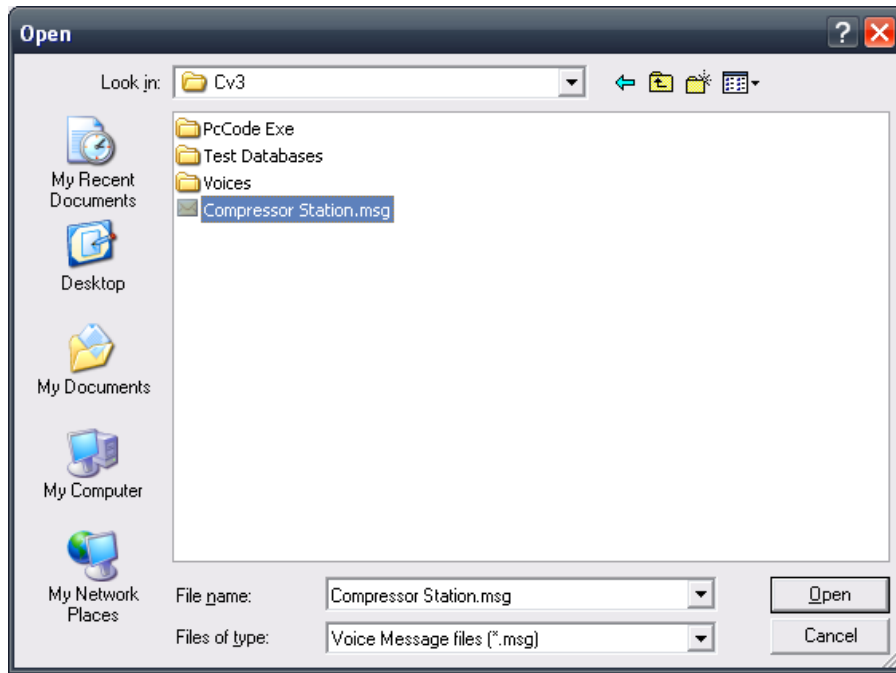 Open
Look in:
Cv3
PcCode Exe
Test Databases
Voices
Compressor Station.msg
My Recent
Documents
Desktop
My Documents
My Computer
My Network
Places
File name:
Compressor Station.msg
Open
Files of type:
Voice Message files (*.msg)
Cancel